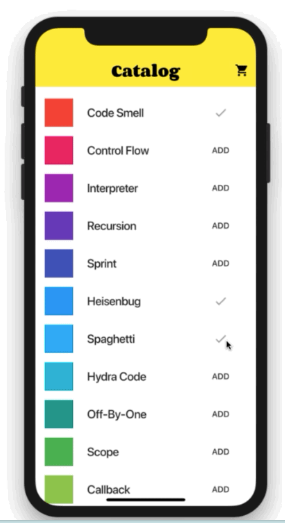 Catalog
Code Smell
Control Flow ADD
Interpreter ADD
Recursion ADD
Sprint ADD
Heisenbug
Spaghetti
Hydra Code ADD
Off-By-One ADD
Scope ADD
Callback ADD